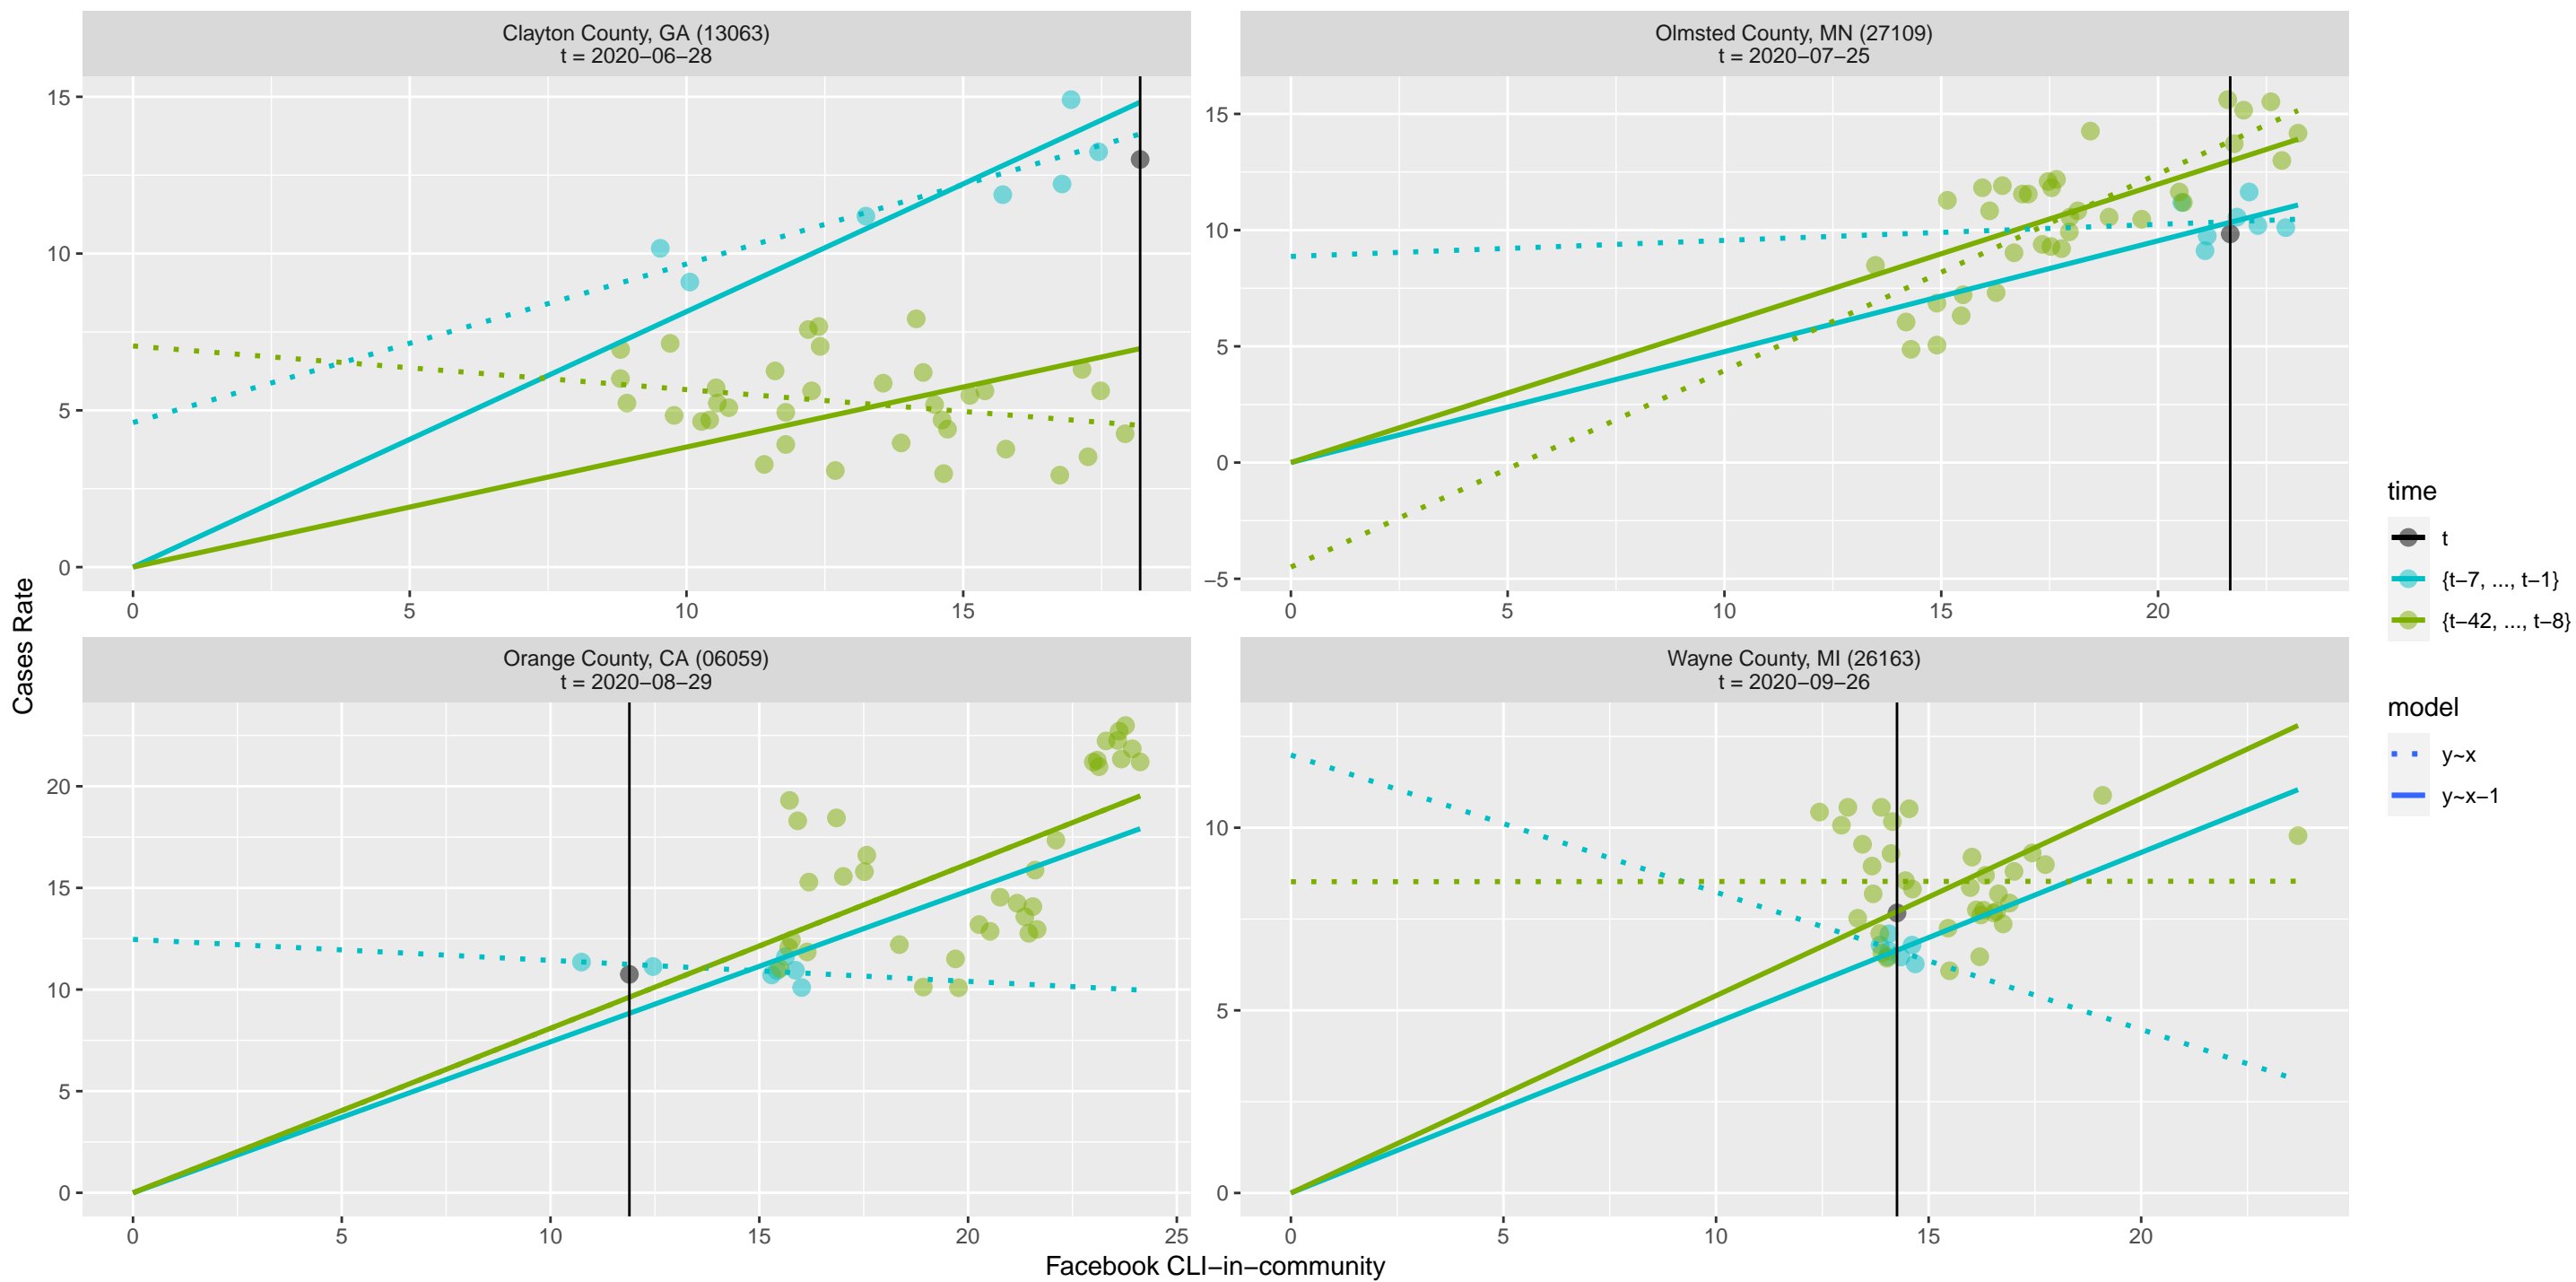 Clayton County, GA (13063)
t = 2020−06−28
Olmsted County, MN (27109)
t = 2020−07−25
15
10
5
0
0
5
10
15
15
10
5
0
−5
0
5
10
15
20
Orange County, CA (06059)
t = 2020−08−29
Wayne County, MI (26163)
t = 2020−09−26
20
15
10
5
0
0
5
10
15
20
25
10
5
0
0
5
10
15
20
Cases Rate
Facebook CLI−in−community
time
t
{t−7, ..., t−1}
{t−42, ..., t−8}
model
y~x
y~x−1